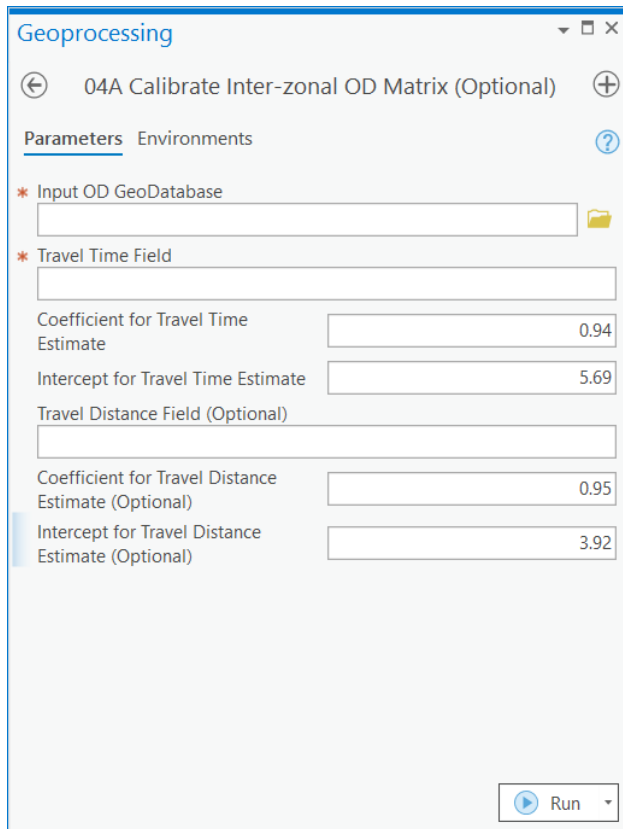 Geoprocessing
04A Calibrate Inter-zonal OD Matrix (Optional)
Parameters Environments
?
* Input OD GeoDatabase
* Travel Time Field
Coefficient for Travel Time
Estimate
0.94
Intercept for Travel Time Estimate
5.69
Travel Distance Field (Optional)
Coefficient for Travel Distance
Estimate (Optional)
0.95
Intercept for Travel Distance
Estimate (Optional)
3.92
Run